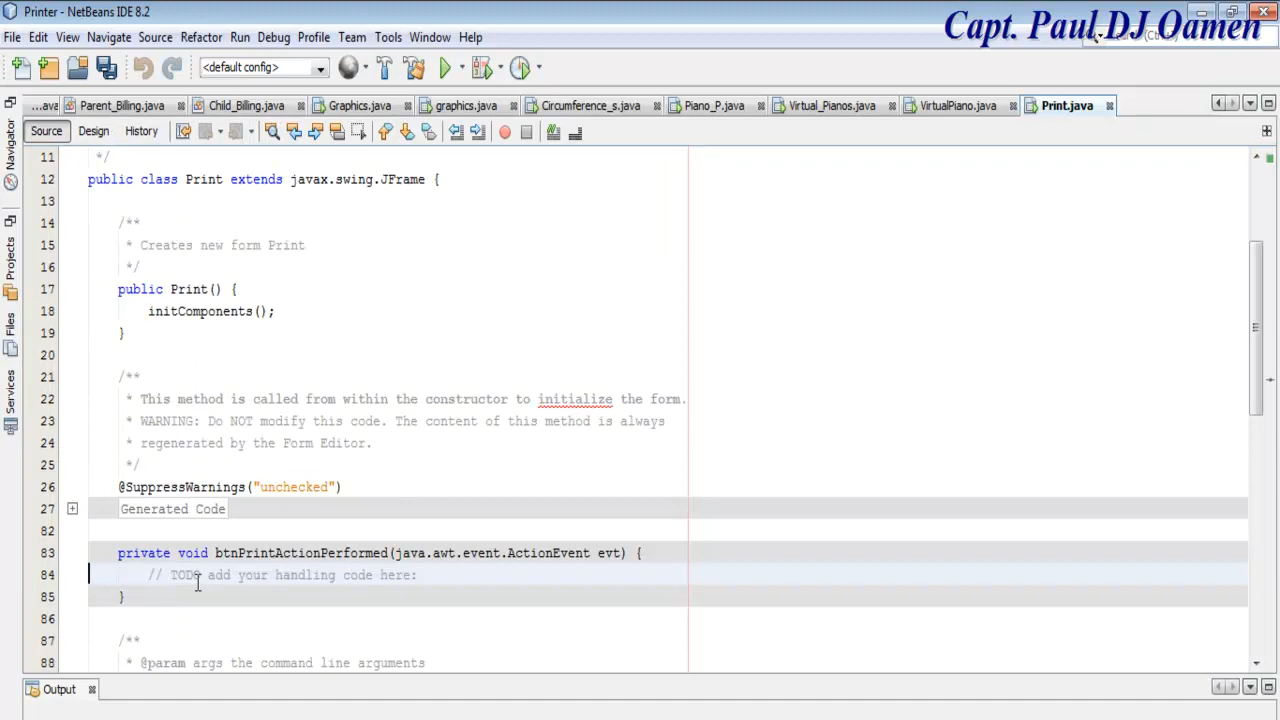 Printer - NetBeans IDE 8.2
Capt. Paul DJ Oamen
File Edit View Navigate Source Refactor Run Debug Profile Team Tools Window Help
<default config>
...ava Parent_Billing.java Child_Billing.java Graphics.java graphics.java Circumference_s.java Piano_P.java Virtual_Pianos.java VirtualPiano.java Print.java
Source Design History
Navigator
Projects
Files
Services
11 */
12 public class Print extends javax.swing.JFrame {
13
14 /**
15 * Creates new form Print
16 */
17 public Print() {
18 initComponents();
19 }
20
21 /**
22 * This method is called from within the constructor to initialize the form.
23 * WARNING: Do NOT modify this code. The content of this method is always
24 * regenerated by the Form Editor.
25 */
26 @SuppressWarnings("unchecked")
27 Generated Code
82
83 private void btnPrintActionPerformed(java.awt.event.ActionEvent evt) {
84 // TODO add your handling code here:
85 }
86
87 /**
88 * @param args the command line arguments
Output